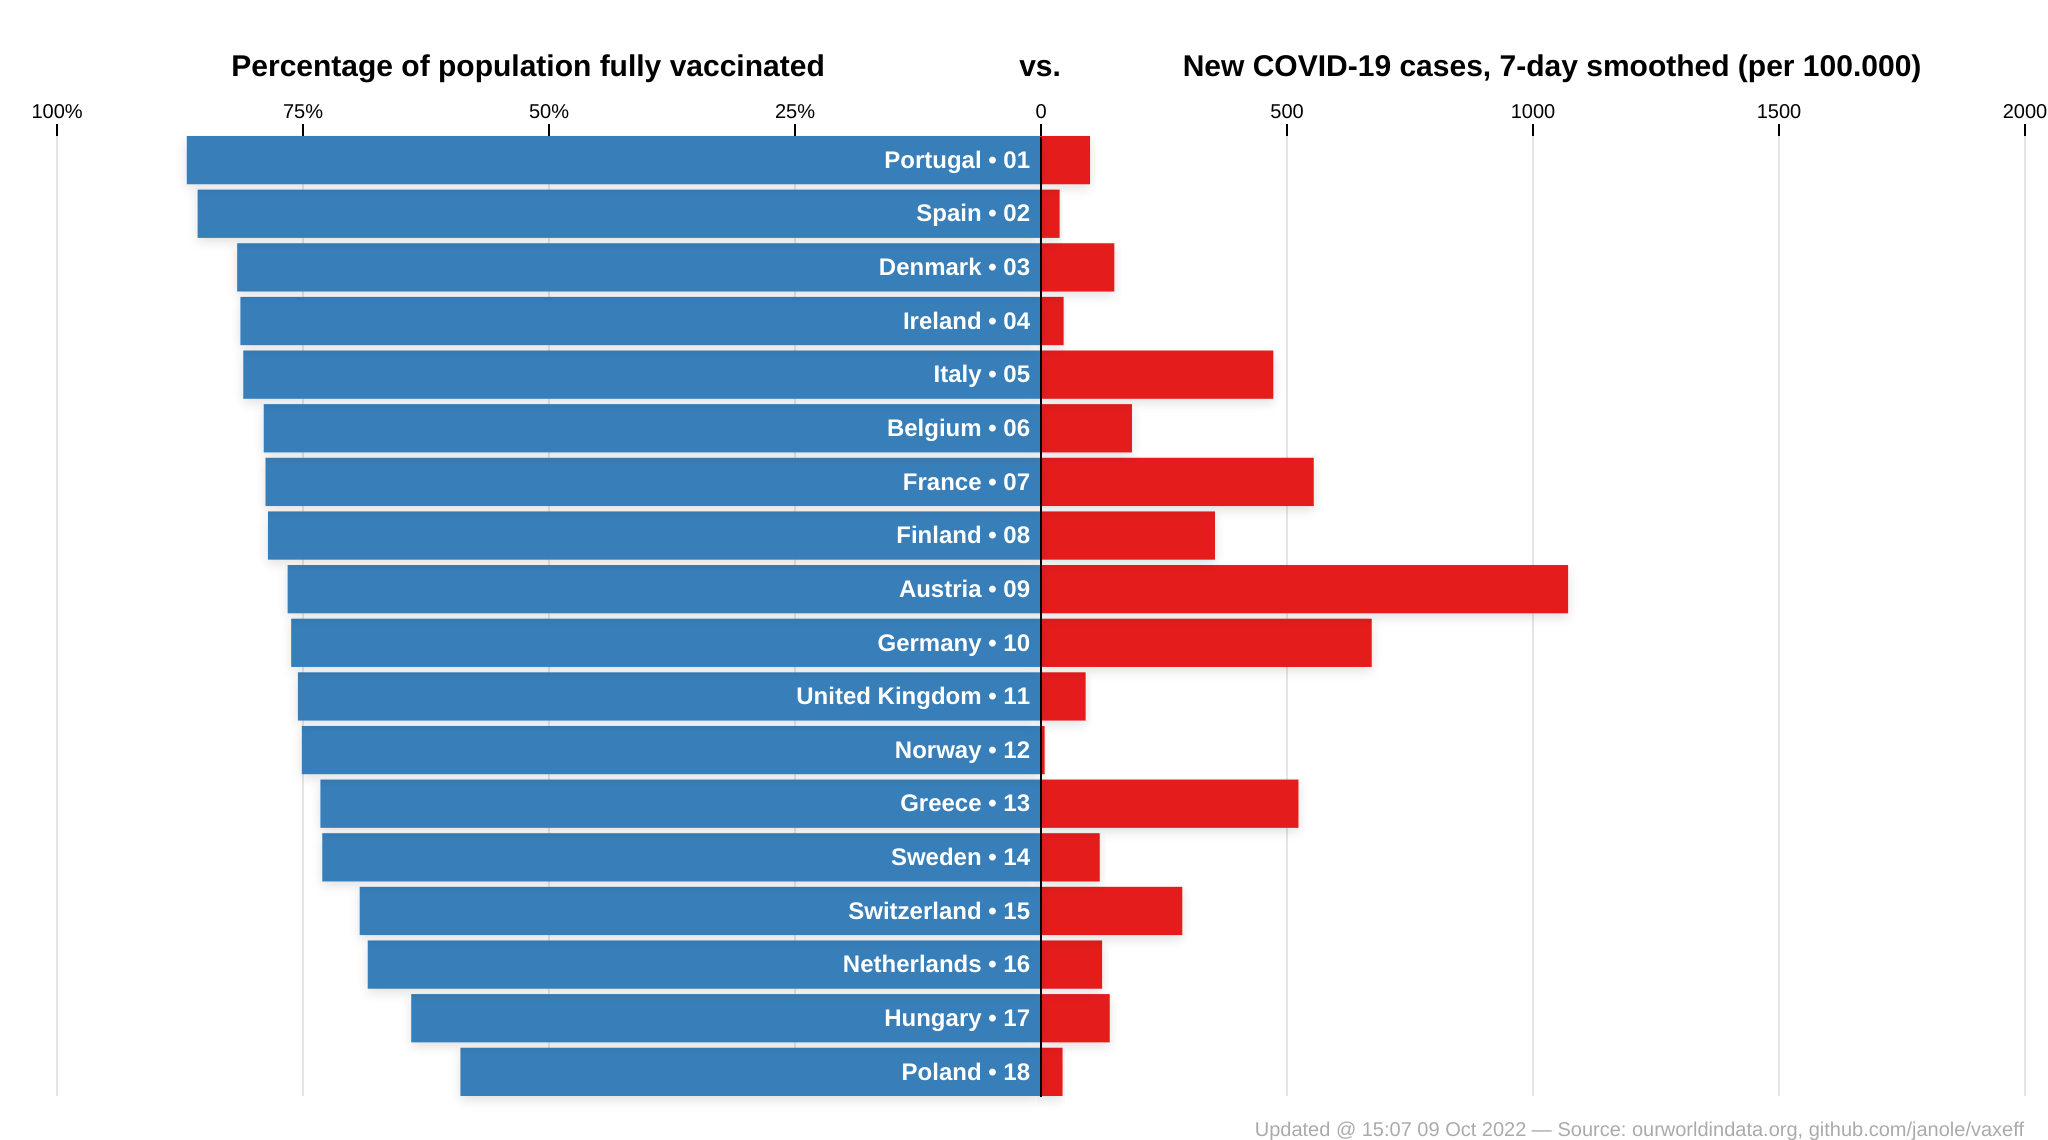 Percentage of population fully vaccinated vs. New COVID-19 cases, 7-day smoothed (per 100.000)
100% 75% 50% 25% 0 500 1000 1500 2000
Portugal • 01
Spain • 02
Denmark • 03
Ireland • 04
Italy • 05
Belgium • 06
France • 07
Finland • 08
Austria • 09
Germany • 10
United Kingdom • 11
Norway • 12
Greece • 13
Sweden • 14
Switzerland • 15
Netherlands • 16
Hungary • 17
Poland • 18
Updated @ 15:07 09 Oct 2022 — Source: ourworldindata.org, github.com/janole/vaxeff